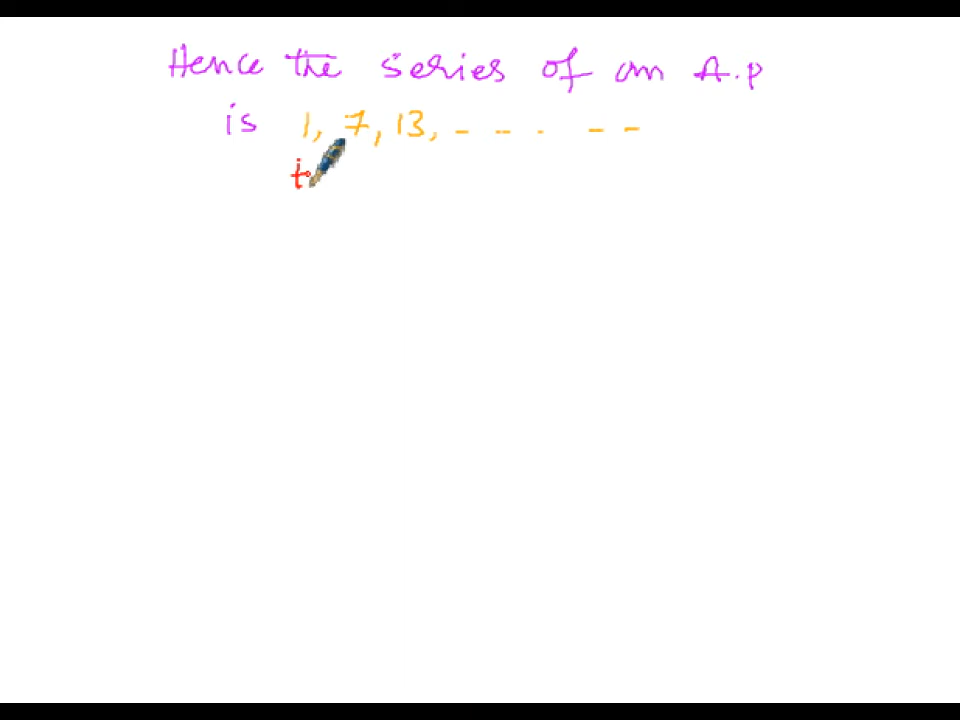 Hence the series of an A.p
is 1, 7, 13, - - . - -
t